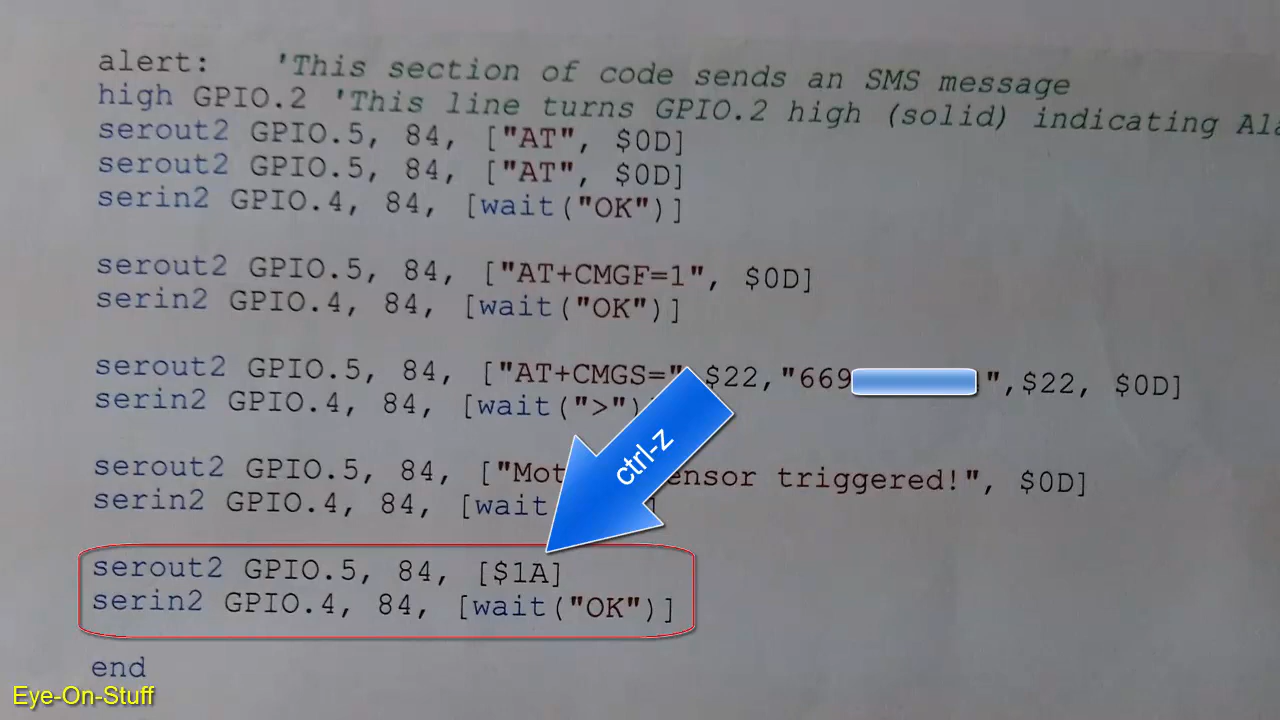 alert:    'This section of code sends an SMS message
high GPIO.2 'This line turns GPIO.2 high (solid) indicating
serout2 GPIO.5, 84, ["AT", $0D]
serout2 GPIO.5, 84, ["AT", $0D]
serin2 GPIO.4, 84, [wait("OK")]
serout2 GPIO.5, 84, ["AT+CMGF=1", $0D]
serin2 GPIO.4, 84, [wait("OK")]
serout2 GPIO.5, 84, ["AT+CMGS=" $22,"669 ",$22, $0D]
serin2 GPIO.4, 84, [wait(">")
ctrl-z
serout2 GPIO.5, 84, [" triggered!", $0D]
serin2 GPIO.4, 84, [wait ]
serout2 GPIO.5, 84, [$1A]
serin2 GPIO.4, 84, [wait("OK")]
end
Eye-On-Stuff